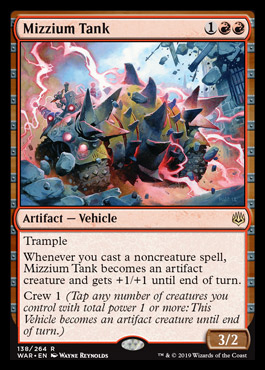 Mizzium Tank 1
Artifact — Vehicle
Trample
Whenever you cast a noncreature spell,
Mizzium Tank becomes an artifact
creature and gets +1/+1 until end of turn.
Crew 1 (Tap any number of creatures you
control with total power 1 or more: This
Vehicle becomes an artifact creature until end
of turn.)
3/2
138/264 R
WAR • EN Wayne Reynolds
™ & © 2019 Wizards of the Coast